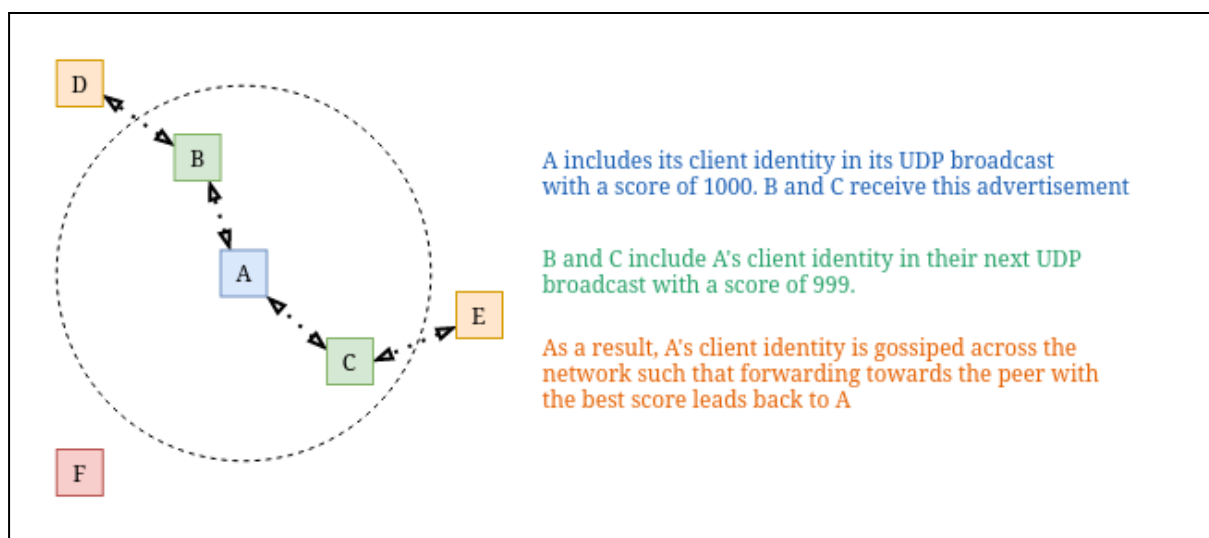 D
B
A
C
E
F
A includes its client identity in its UDP broadcast
with a score of 1000. B and C receive this advertisement
B and C include A's client identity in their next UDP
broadcast with a score of 999.
As a result, A's client identity is gossiped across the
network such that forwarding towards the peer with
the best score leads back to A